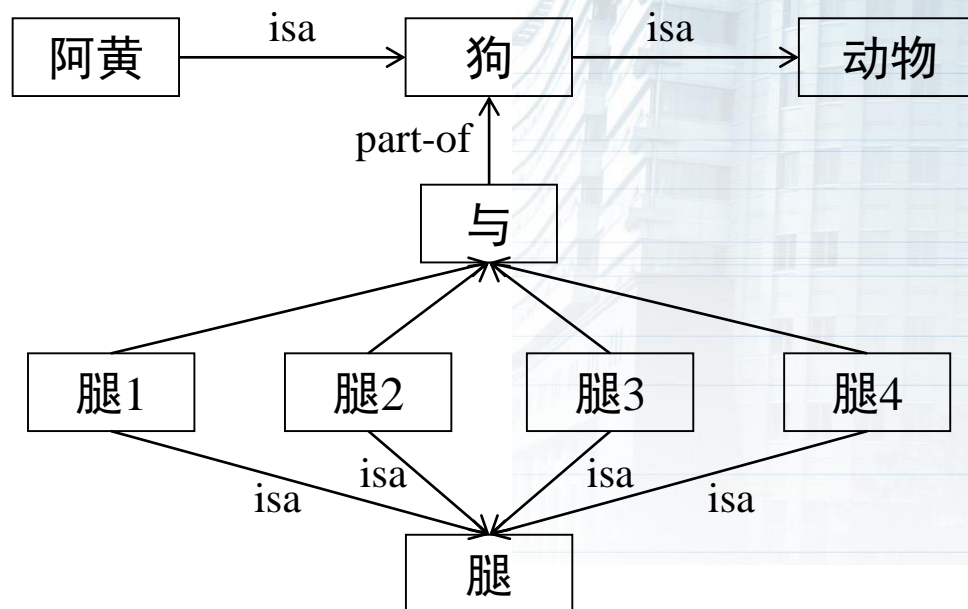 isa isa
阿黄 狗 动物
part-of
与
腿1 腿2 腿3 腿4
isa isa isa isa
腿